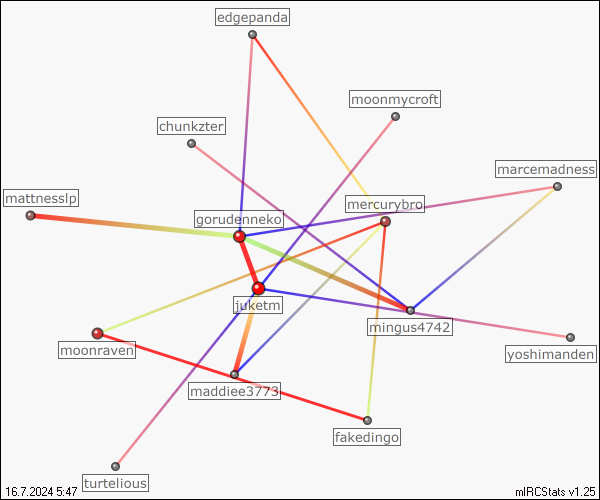 edgepanda
moonmycroft
chunkzter
marcemadness
mattnesslp
mercurybro
gorudenneko
juketm
mingus4742
moonraven
yoshimanden
maddiee3773
fakedingo
turtelious
16.7.2024 5:47
mIRCStats v1.25